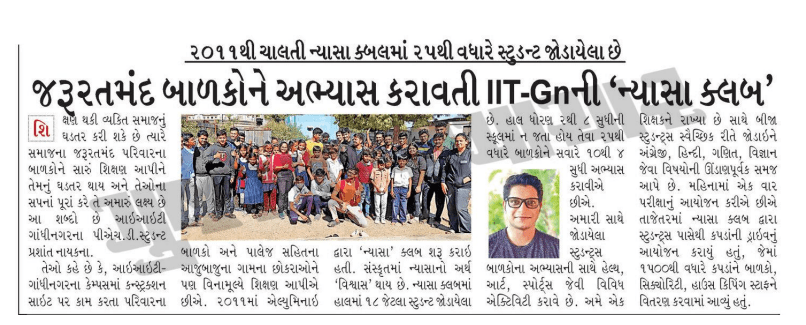 ૨૦૧૧થી ચાલતી ન્યાસા ક્બલમાં ૨૫થી વધારે સ્ટુડન્ટ જોડાયેલા છે
જરૂરતમંદ બાળકોને અભ્યાસ કરાવતી IIT-Gnની ‘ન્યાસા ક્લબ’
શિક્ષણ થકી વ્યકિત સમાજનું
ઘડતર કરી શકે છે ત્યારે
સમાજના જરૂરતમંદ પરિવારના
બાળકોને સારું શિક્ષણ આપીને
તેમનું ઘડતર થાય અને તેઓના
સપનાં પૂરાં કરે તે અમારું લક્ષ્ય છે
આ શબ્દો છે આઇઆઇટી
ગાંધીનગરના પીએચ.ડી.સ્ટુડન્ટ
પ્રશાંત નાયકના.
તેઓ કહે છે કે, આઇઆઇટી-
ગાંધીનગરના કેમ્પસમાં કન્સ્ટ્રક્શન
સાઇટ પર કામ કરતા પરિવારના
બાળકો અને પાલેજ સહિતના
આજુબાજુના ગામના છોકરાઓને
પણ વિનામૂલ્યે શિક્ષણ આપીએ
છીએ. ૨૦૧૧માં એલ્યુમિનાઇ
દ્વારા ‘ન્યાસા’ ક્લબ શરૂ કરાઇ
હતી. સંસ્કૃતમાં ન્યાસાનો અર્થ
‘વિશ્વાસ’ થાય છે. ન્યાસા ક્લબમાં
હાલમાં ૧૮ જેટલા સ્ટુડન્ટ જોડાયેલા
છે. હાલ ધોરણ ૨થી ૮ સુધીની
સ્કૂલમાં ન જતા હોય તેવા ૨૫થી
વધારે બાળકોને સવારે ૧૦થી ૪
સુધી અભ્યાસ
કરાવીએ
છીએ.
અમારી સાથે
જોડાયેલા
સ્ટુડન્ટ્સ
બાળકોના અભ્યાસની સાથે હેલ્થ,
આર્ટ, સ્પોર્ટ્સ જેવી વિવિધ
એક્ટિવિટી કરાવે છે. અમે એક
શિક્ષકને રાખ્યા છે સાથે બીજા
સ્ટુડન્ટ્સ સ્વૈચ્છિક રીતે જોડાઇને
અંગ્રેજી, હિન્દી, ગણિત, વિજ્ઞાન
જેવા વિષયોની ઊંડાણપૂર્વક સમજ
આપે છે. મહિનામાં એક વાર
પરીક્ષાનું આયોજન કરીએ છીએ
તાજેતરમાં ન્યાસા ક્લબ દ્વારા
સ્ટુડન્ટ્સ પાસેથી કપડાંની ડ્રાઇવનું
આયોજન કરાયું હતું, જેમાં
૧૫૦૦થી વધારે કપડાંને બાળકો,
સિક્યોરિટી, હાઉસ કિપિંગ સ્ટાફને
વિતરણ કરવામાં આવ્યું હતું.